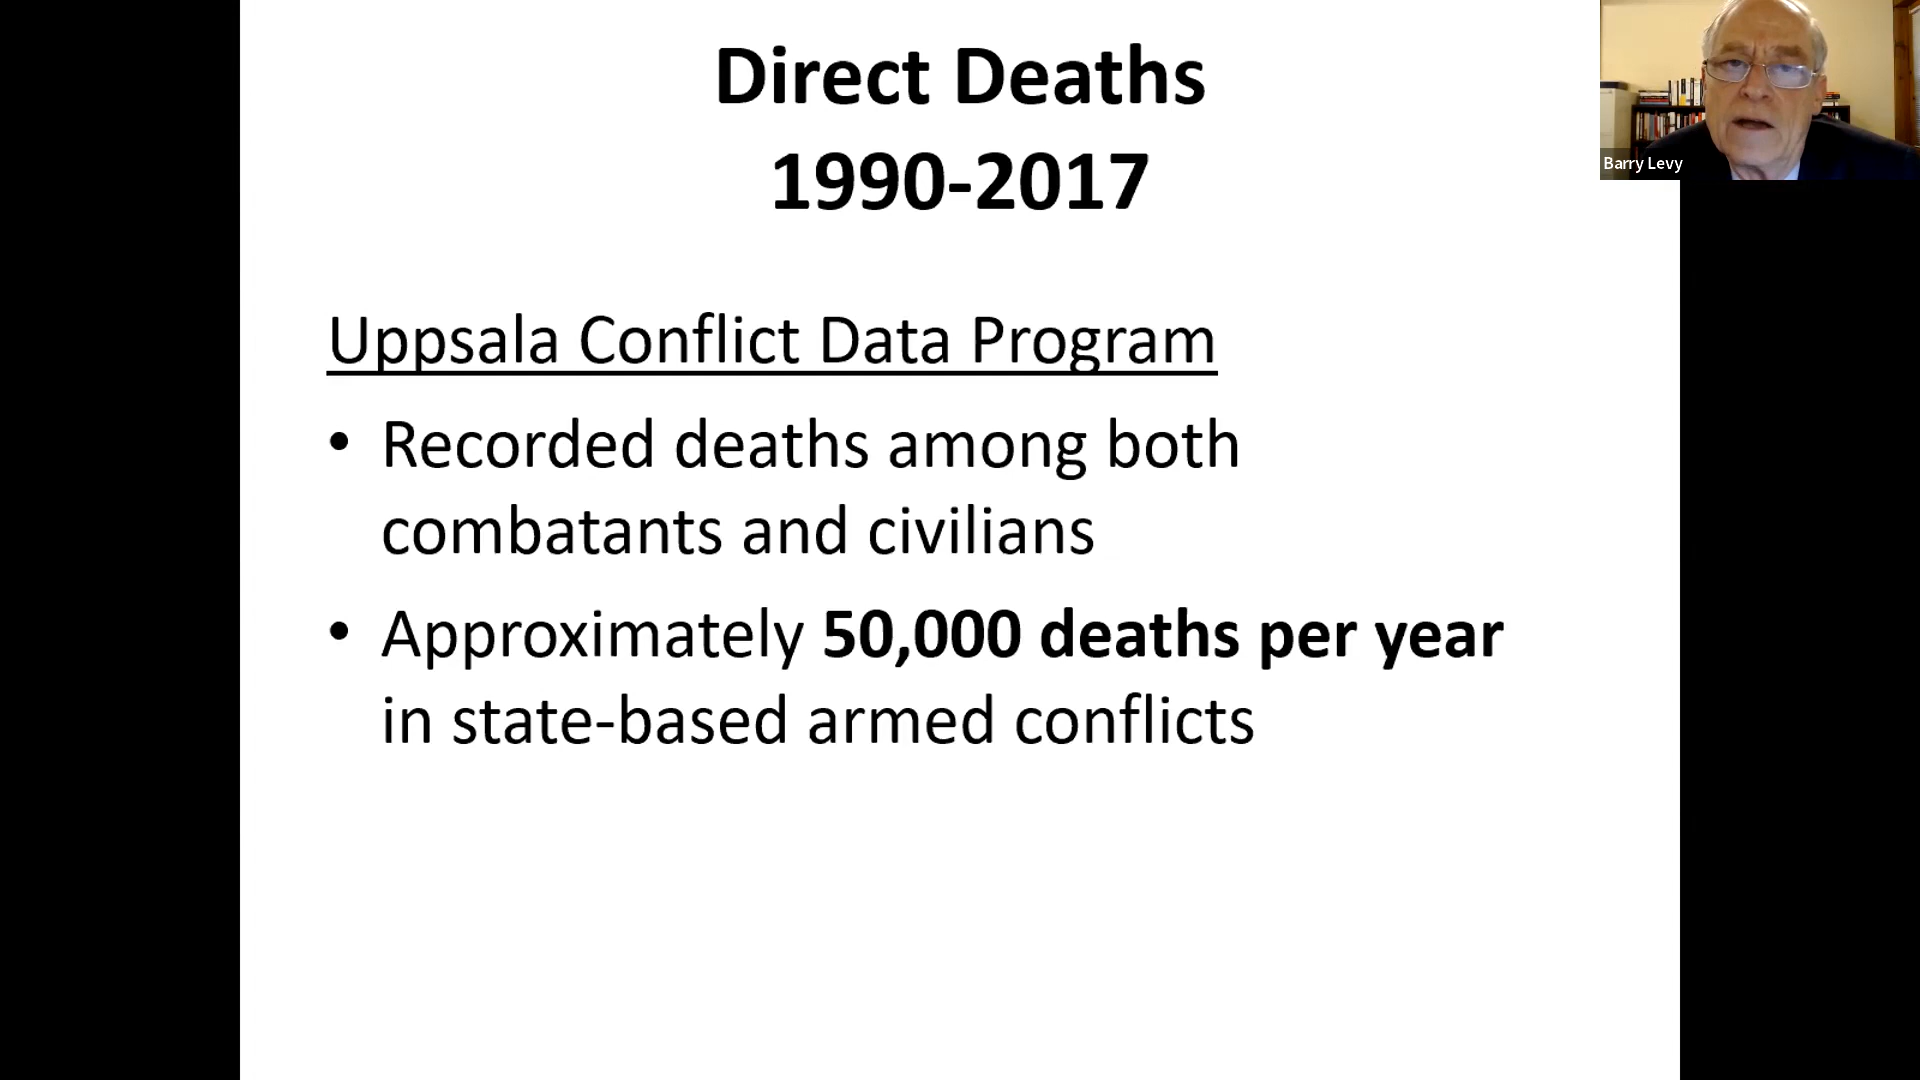 Direct Deaths
1990-2017
Barry Levy
Uppsala Conflict Data Program
• Recorded deaths among both
combatants and civilians
• Approximately 50,000 deaths per year
in state-based armed conflicts